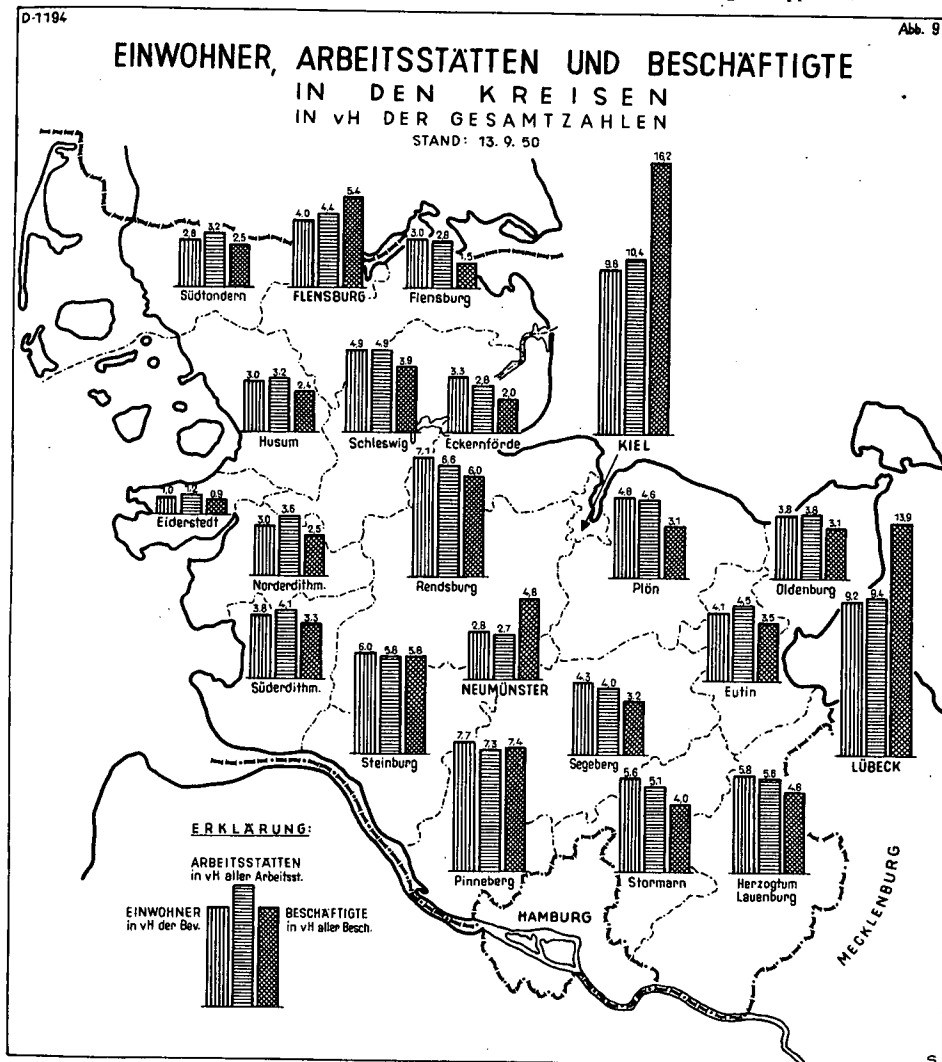 D-1194
Abb. 9
EINWOHNER, ARBEITSSTÄTTEN UND BESCHÄFTIGTE
IN DEN KREISEN
IN vH DER GESAMTZAHLEN
STAND: 13. 9. 50
2.8 3.2 2.5
Südtondern
4.0 4.4 5.4
FLENSBURG
3.0 2.8 1.5
Flensburg
9.8 10.4 16.2
KIEL
3.0 3.2 2.4
Husum
4.9 4.9 3.9
Schleswig
3.3 2.8 2.0
Eckernförde
1.0 1.2 0.9
Eiderstedt
3.0 3.6 2.5
Norderdithm.
7.1 6.6 6.0
Rendsburg
4.8 4.6 3.1
Plön
3.8 3.8 3.1
Oldenburg
9.2 9.4 13.9
LÜBECK
3.8 4.1 3.3
Süderdithm.
6.0 5.8 5.8
Steinburg
2.8 2.7 4.8
NEUMÜNSTER
4.1 4.5 3.5
Eutin
4.3 4.0 3.2
Segeberg
7.7 7.3 7.4
Pinneberg
5.6 5.1 4.0
Stormarn
5.8 5.6 4.8
Herzogtum
Lauenburg
HAMBURG
MECKLENBURG
ERKLÄRUNG:
ARBEITSSTÄTTEN
in vH aller Arbeitsst.
EINWOHNER
in vH der Bev.
BESCHÄFTIGTE
in vH aller Besch.